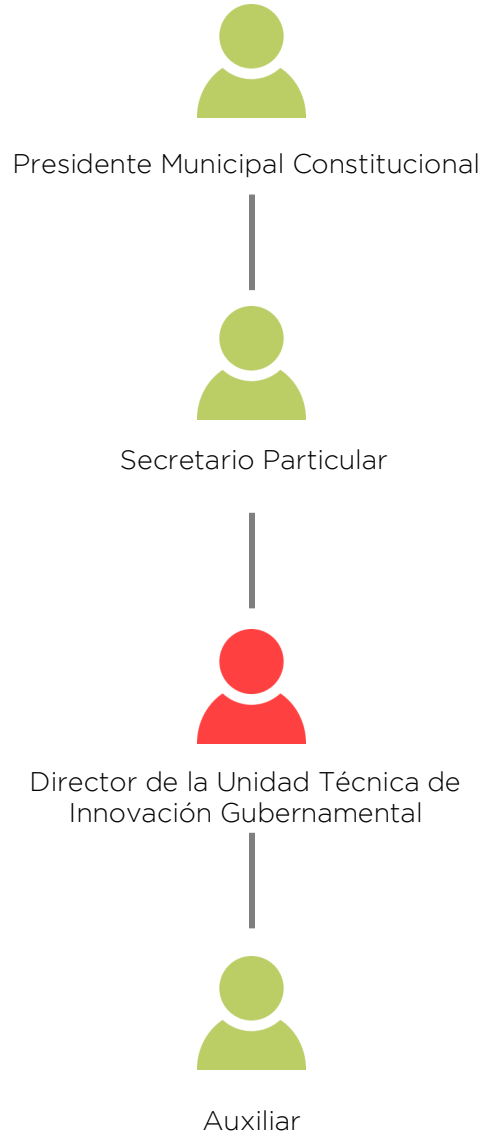 Presidente Municipal Constitucional
Secretario Particular
Director de la Unidad Técnica de
Innovación Gubernamental
Auxiliar